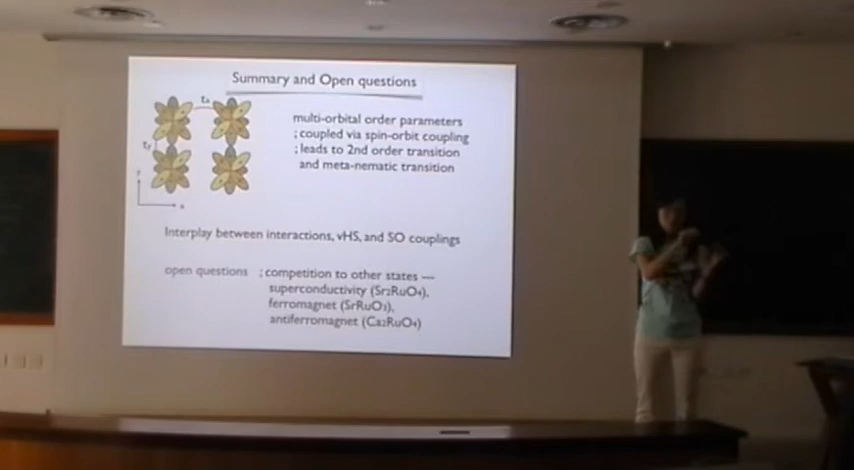 Summary and Open questions
multi-orbital order parameters
; coupled via spin-orbit coupling
; leads to 2nd order transition
and meta-nematic transition
Interplay between interactions, vHS, and SO couplings
open questions ; competition to other states —
superconductivity (Sr2RuO4),
ferromagnet (SrRuO3),
antiferromagnet (Ca2RuO4)